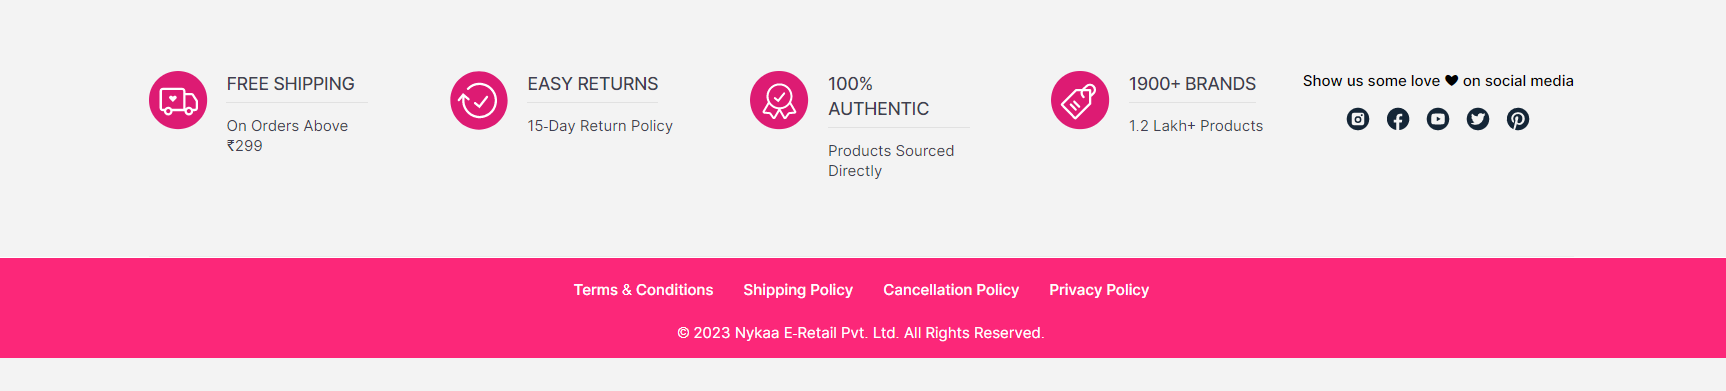 FREE SHIPPING
On Orders Above
₹299
EASY RETURNS
15-Day Return Policy
100%
AUTHENTIC
Products Sourced
Directly
1900+ BRANDS
1.2 Lakh+ Products
Show us some love 🖤 on social media
Terms & Conditions Shipping Policy Cancellation Policy Privacy Policy
© 2023 Nykaa E-Retail Pvt. Ltd. All Rights Reserved.